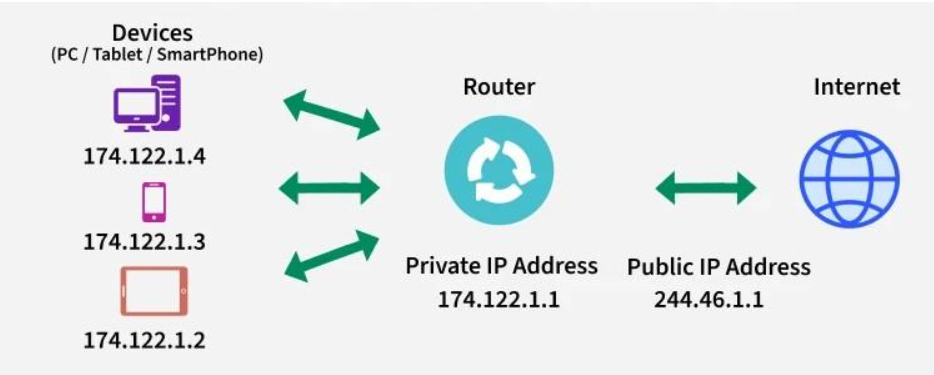 Devices
(PC / Tablet / SmartPhone)
174.122.1.4
174.122.1.3
174.122.1.2
Router
Private IP Address
174.122.1.1
Public IP Address
244.46.1.1
Internet